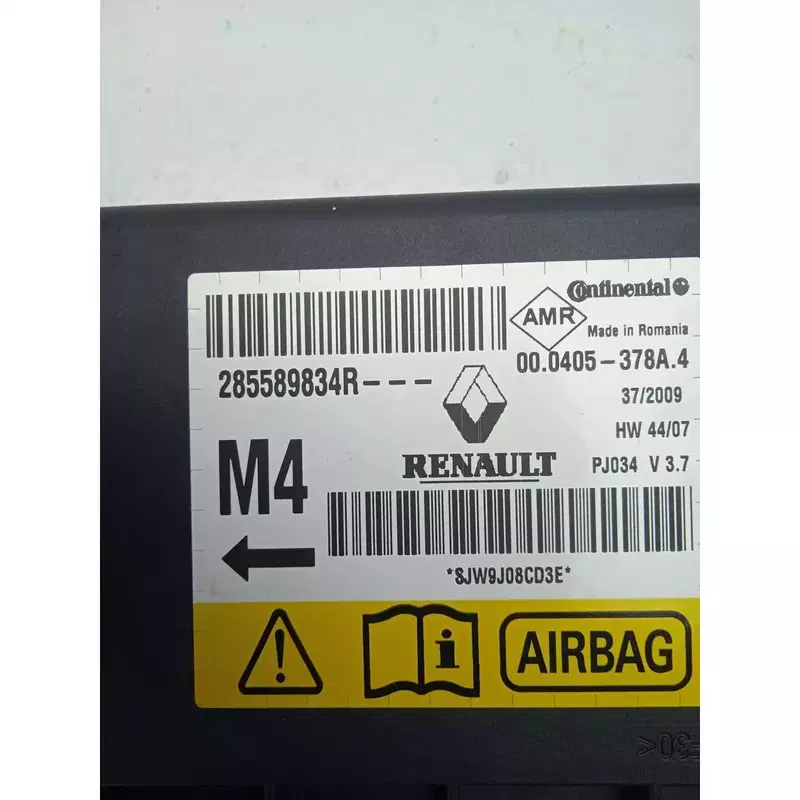 Continental
AMR
Made in Romania
285589834R---
00.0405-378A.4
37/2009
HW 44/07
M4
RENAULT
PJ034 V 3.7
*SJW9J08CD3E*
i
AIRBAG